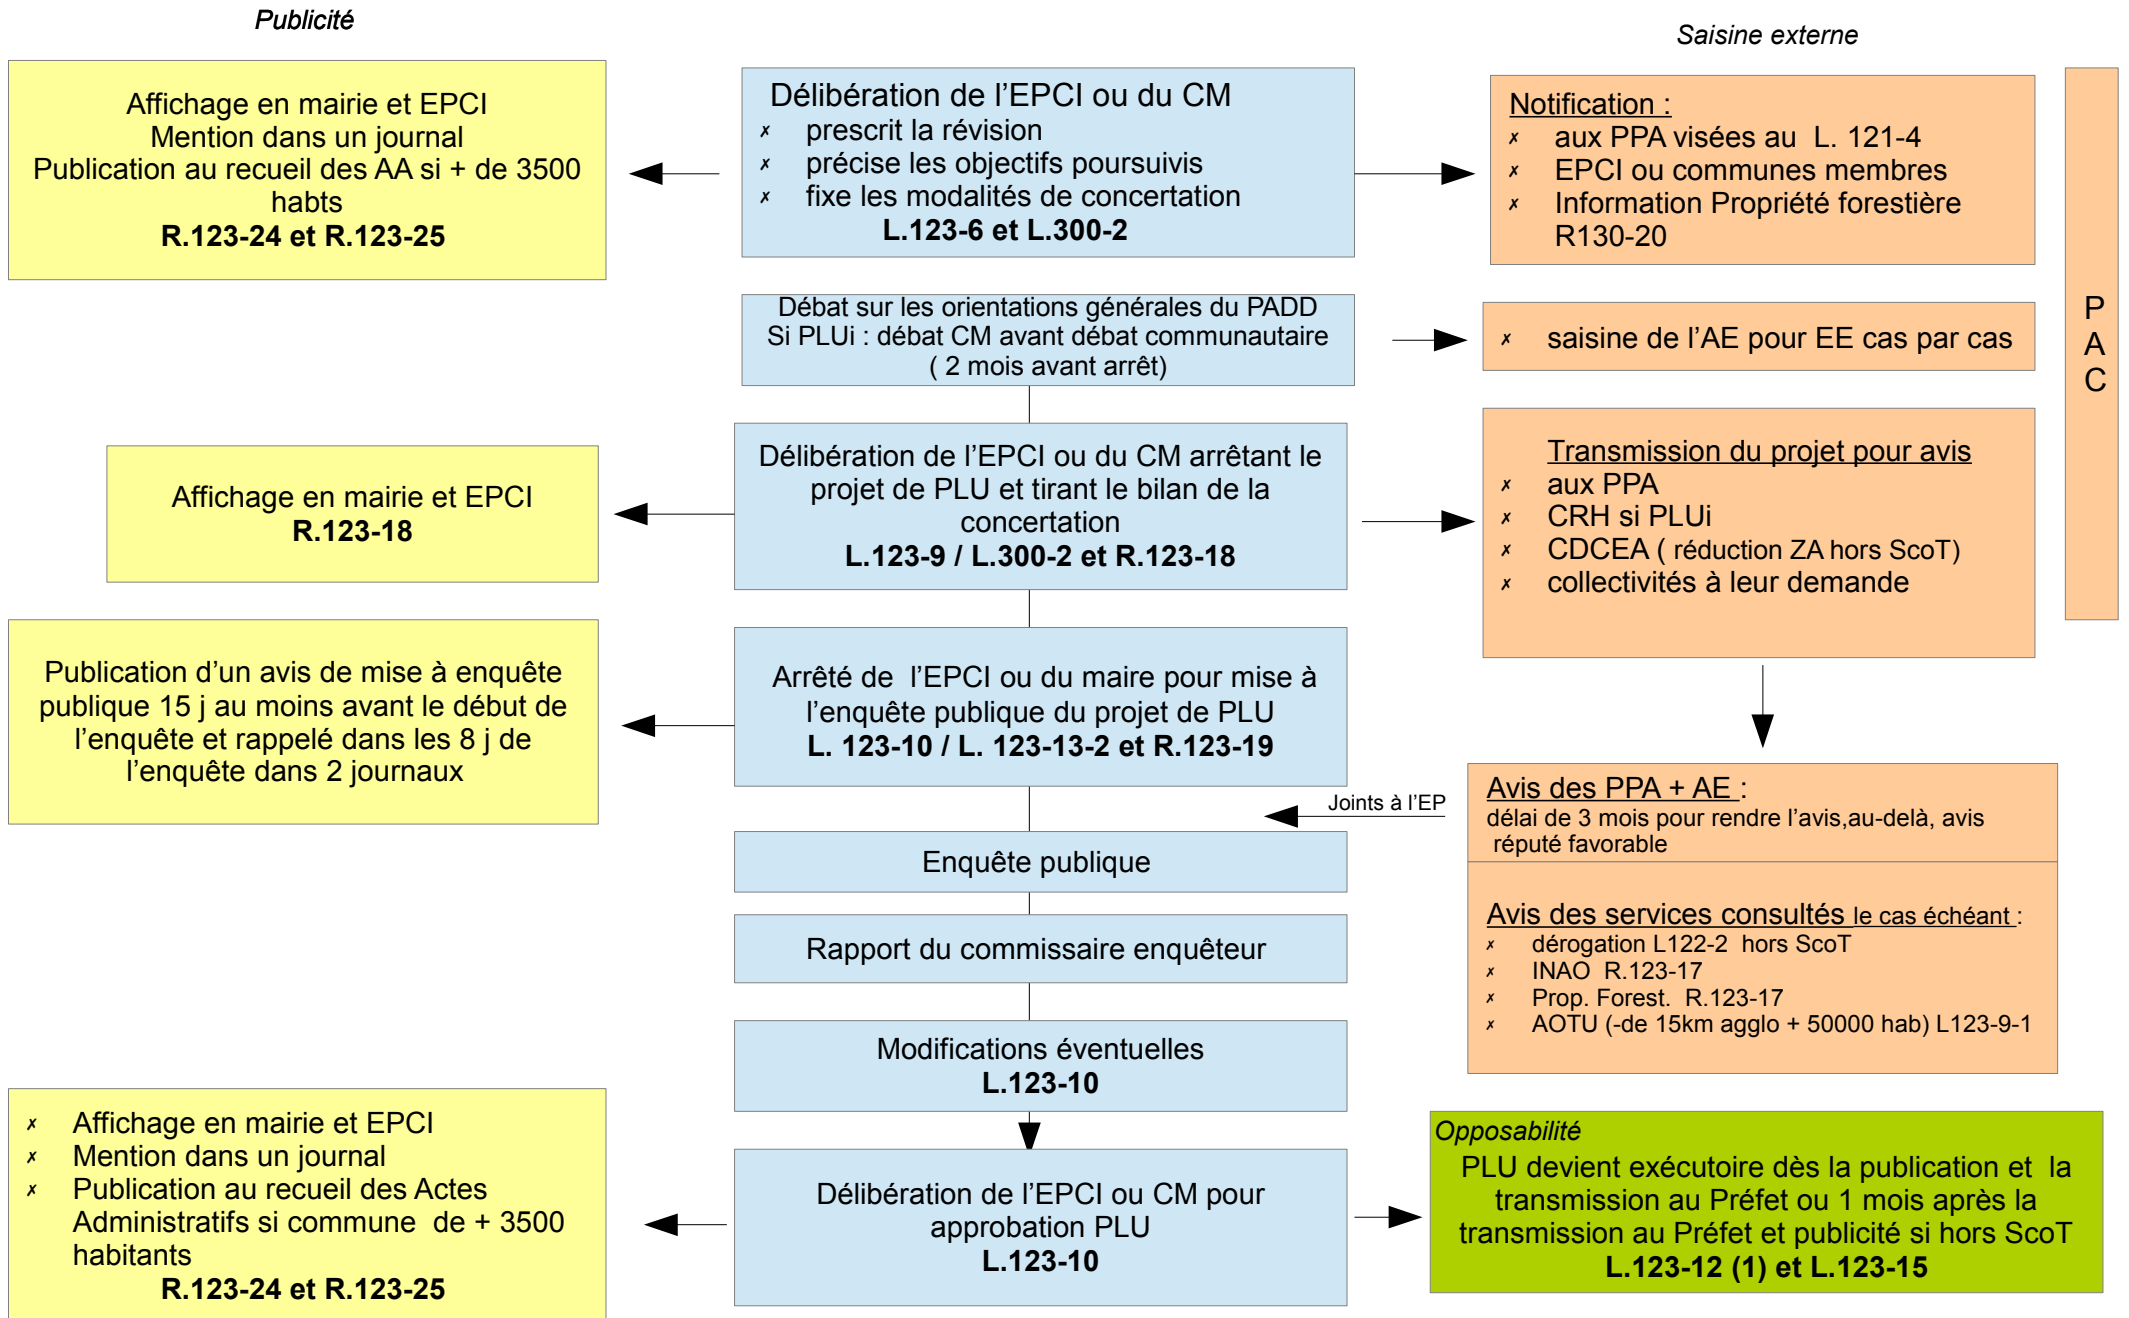 Publicité
Saisine externe
Affichage en mairie et EPCI
Mention dans un journal
Publication au recueil des AA si + de 3500
habts
R.123-24 et R.123-25
Délibération de l’EPCI ou du CM
✗ prescrit la révision
✗ précise les objectifs poursuivis
✗ fixe les modalités de concertation
L.123-6 et L.300-2
Notification :
✗ aux PPA visées au L. 121-4
✗ EPCI ou communes membres
✗ Information Propriété forestière
R130-20
P
A
C
Débat sur les orientations générales du PADD
Si PLUi : débat CM avant débat communautaire
( 2 mois avant arrêt)
✗ saisine de l’AE pour EE cas par cas
Affichage en mairie et EPCI
R.123-18
Délibération de l’EPCI ou du CM arrêtant le
projet de PLU et tirant le bilan de la
concertation
L.123-9 / L.300-2 et R.123-18
Transmission du projet pour avis
✗ aux PPA
✗ CRH si PLUi
✗ CDCEA ( réduction ZA hors ScoT)
✗ collectivités à leur demande
Publication d’un avis de mise à enquête
publique 15 j au moins avant le début de
l’enquête et rappelé dans les 8 j de
l’enquête dans 2 journaux
Arrêté de l’EPCI ou du maire pour mise à
l’enquête publique du projet de PLU
L. 123-10 / L. 123-13-2 et R.123-19
Joints à l’EP
Avis des PPA + AE :
délai de 3 mois pour rendre l’avis,au-delà, avis
réputé favorable
Enquête publique
Avis des services consultés le cas échéant :
✗ dérogation L122-2 hors ScoT
✗ INAO R.123-17
✗ Prop. Forest. R.123-17
✗ AOTU (-de 15km agglo + 50000 hab) L123-9-1
Rapport du commissaire enquêteur
Modifications éventuelles
L.123-10
✗ Affichage en mairie et EPCI
✗ Mention dans un journal
✗ Publication au recueil des Actes
Administratifs si commune de + 3500
habitants
R.123-24 et R.123-25
Délibération de l’EPCI ou CM pour
approbation PLU
L.123-10
Opposabilité
PLU devient exécutoire dès la publication et la
transmission au Préfet ou 1 mois après la
transmission au Préfet et publicité si hors ScoT
L.123-12 (1) et L.123-15